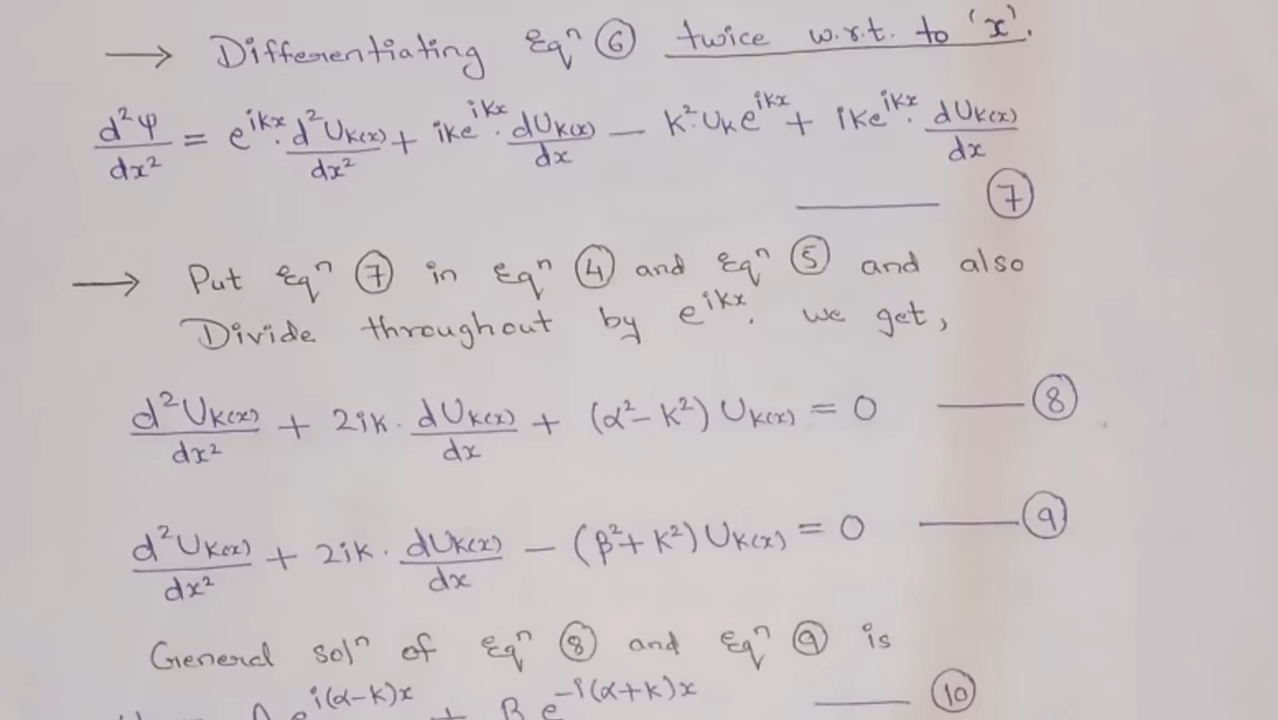 → Differentiating Eqⁿ ⑥ twice w.r.t. to 'x'.
d²φ/dx² = e^{ikx}. d²U_{K(x)}/dx² + ike^{ikx}. dU_{K(x)}/dx − K².U_K e^{ikx} + ike^{ikx}. dU_{K(x)}/dx
—— ⑦
→ Put Eqⁿ ⑦ in Eqⁿ ④ and Eqⁿ ⑤ and also
Divide throughout by e^{ikx}. we get,
d²U_{K(x)}/dx² + 2ik. dU_{K(x)}/dx + (α²−K²) U_{K(x)} = 0 —— ⑧
d²U_{K(x)}/dx² + 2ik. dU_{K(x)}/dx − (β²+K²) U_{K(x)} = 0 —— ⑨
General solⁿ of Eqⁿ ⑧ and Eqⁿ ⑨ is
A e^{i(α−k)x} + B e^{−i(α+k)x} —— ⑩